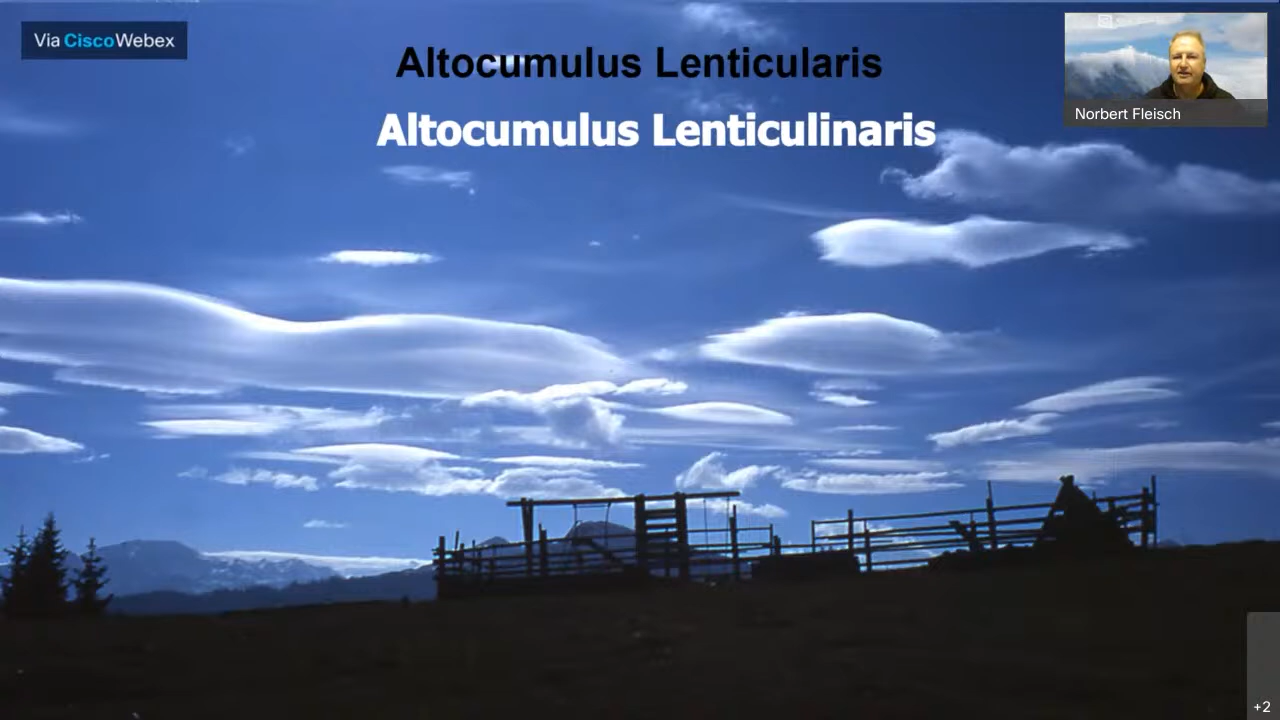 Via CiscoWebex
Altocumulus Lenticularis
Altocumulus Lenticulinaris
Norbert Fleisch
+2